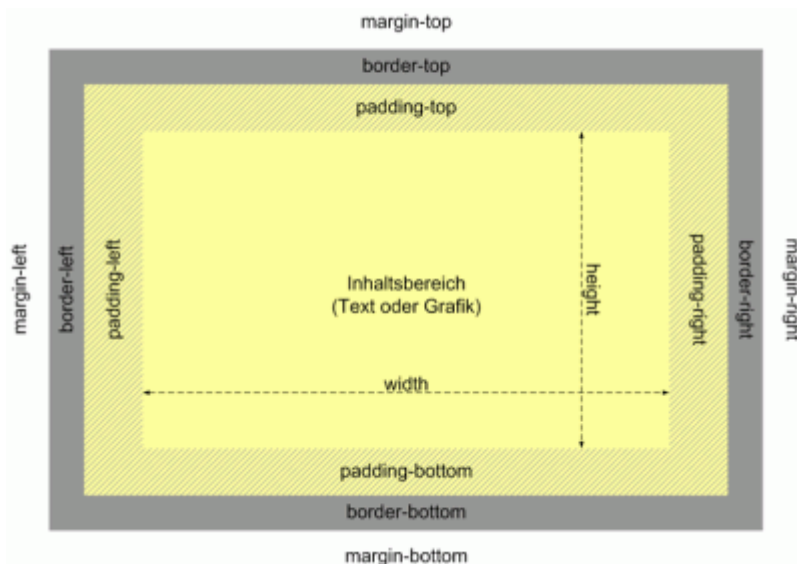 margin-top
border-top
padding-top
margin-left
border-left
padding-left
Inhaltsbereich
(Text oder Grafik)
height
padding-right
border-right
margin-right
width
padding-bottom
border-bottom
margin-bottom